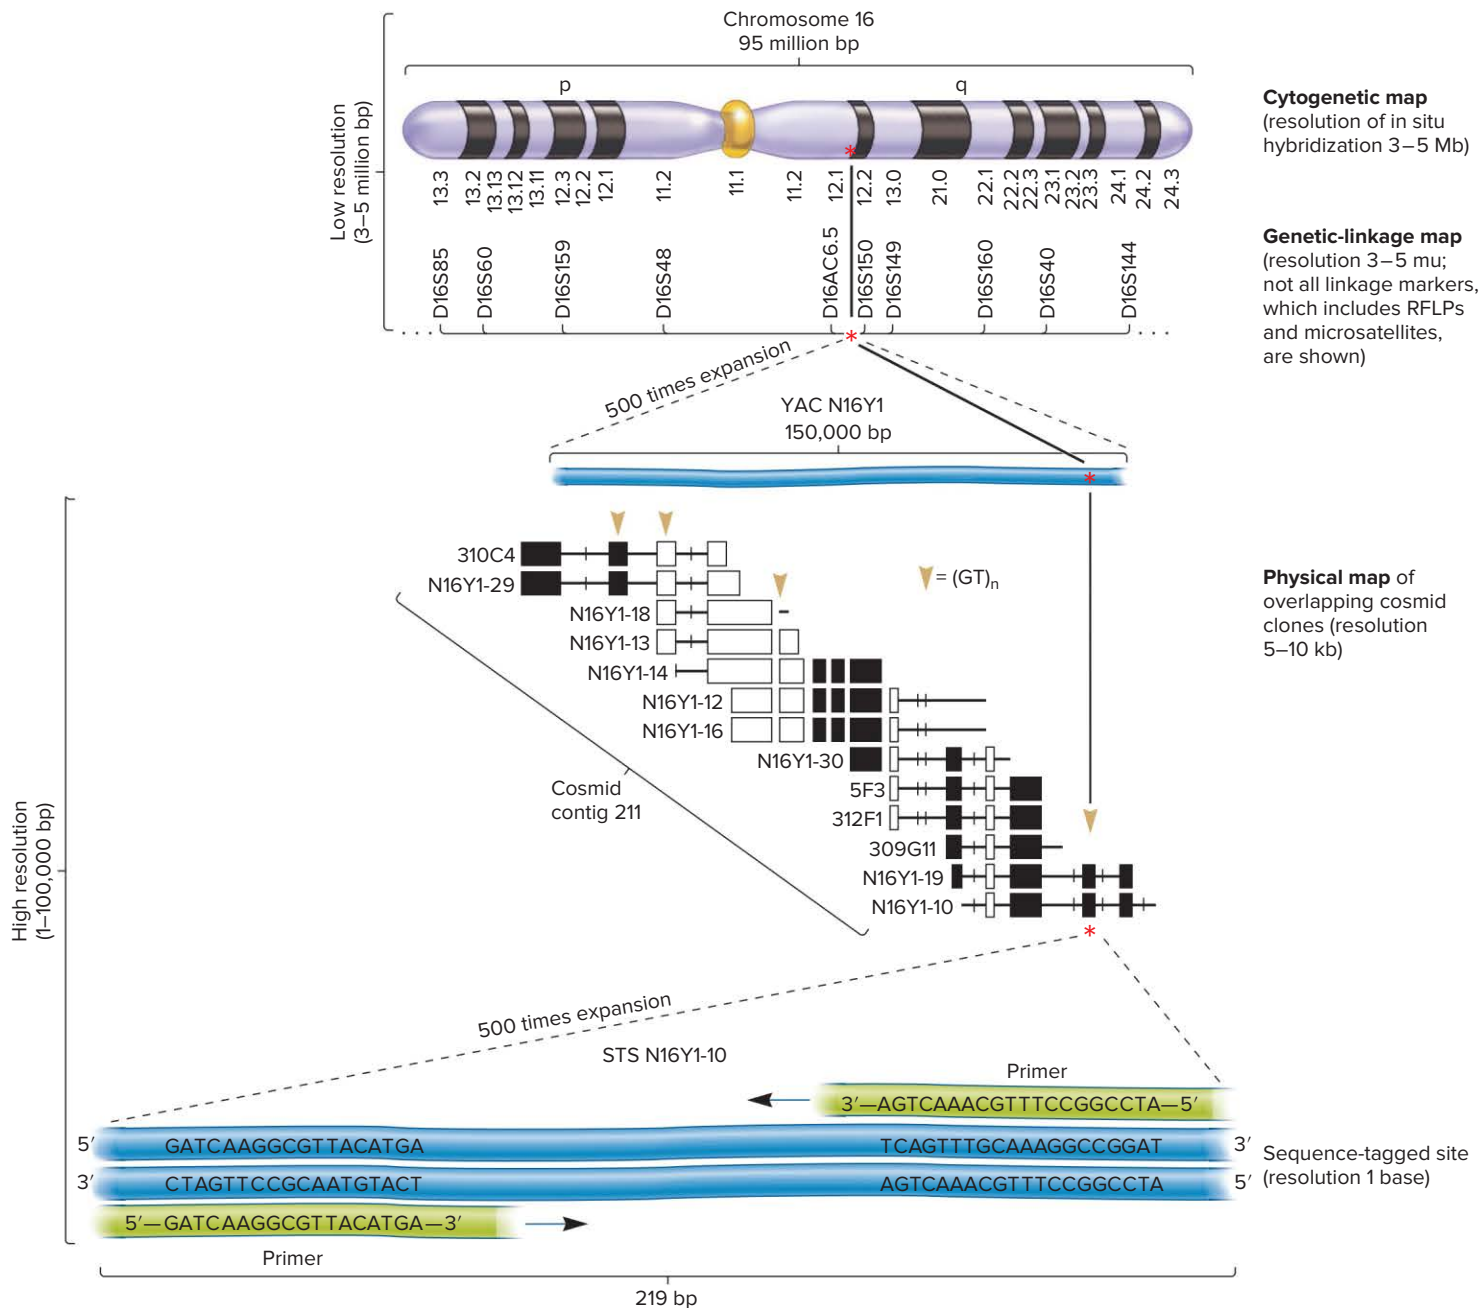 Chromosome 16
95 million bp
p
q
Low resolution
(3–5 million bp)
13.3
13.2
13.13
13.12
13.11
12.3
12.2
12.1
11.2
11.1
11.2
12.1
12.2
13.0
21.0
22.1
22.2
22.3
23.1
23.2
23.3
24.1
24.2
24.3
Cytogenetic map
(resolution of in situ
hybridization 3–5 Mb)
D16S85
D16S60
D16S159
D16S48
D16AC6.5
D16S150
D16S149
D16S160
D16S40
D16S144
Genetic-linkage map
(resolution 3–5 mu;
not all linkage markers,
which includes RFLPs
and microsatellites,
are shown)
500 times expansion
YAC N16Y1
150,000 bp
High resolution
(1–100,000 bp)
310C4
N16Y1-29
N16Y1-18
N16Y1-13
N16Y1-14
N16Y1-12
N16Y1-16
N16Y1-30
5F3
312F1
309G11
N16Y1-19
N16Y1-10
= (GT)n
Cosmid
contig 211
Physical map of
overlapping cosmid
clones (resolution
5–10 kb)
500 times expansion
STS N16Y1-10
Primer
3′—AGTCAAACGTTTCCGGCCTA—5′
5′ GATCAAGGCGTTACATGA TCAGTTTGCAAAGGCCGGAT 3′
3′ CTAGTTCCGCAATGTACT AGTCAAACGTTTCCGGCCTA 5′
5′—GATCAAGGCGTTACATGA—3′
Primer
Sequence-tagged site
(resolution 1 base)
219 bp